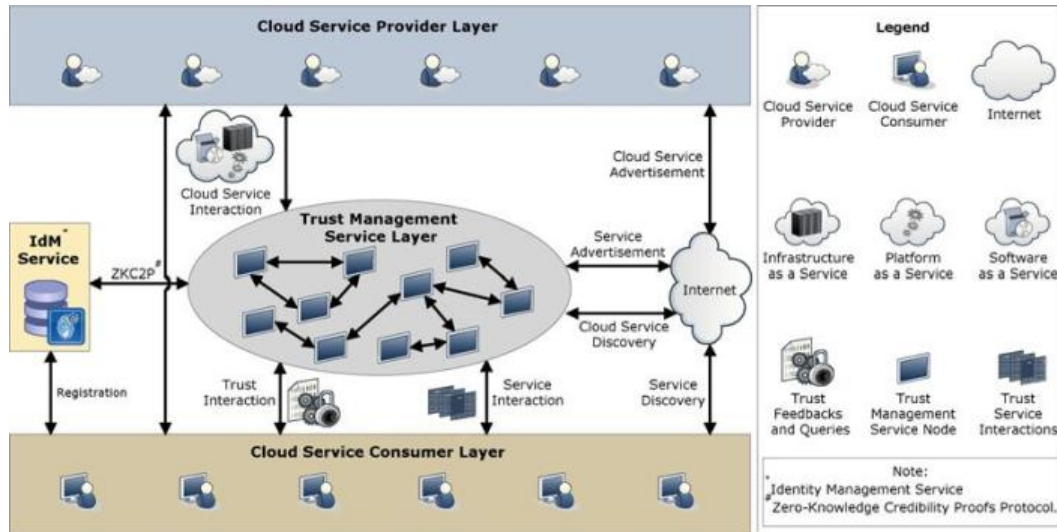 Cloud Service Provider Layer
Cloud Service
Interaction
Cloud Service
Advertisement
Trust Management
Service Layer
IdM*
Service
ZKC2P#
Service
Advertisement
Internet
Cloud Service
Discovery
Registration
Trust
Interaction
Service
Interaction
Service
Discovery
Cloud Service Consumer Layer
Legend
Cloud Service
Provider
Cloud Service
Consumer
Internet
Infrastructure
as a Service
Platform
as a Service
Software
as a Service
Trust
Feedbacks
and Queries
Trust
Management
Service Node
Trust
Service
Interactions
Note:
*Identity Management Service
#Zero-Knowledge Credibility Proofs Protocol.